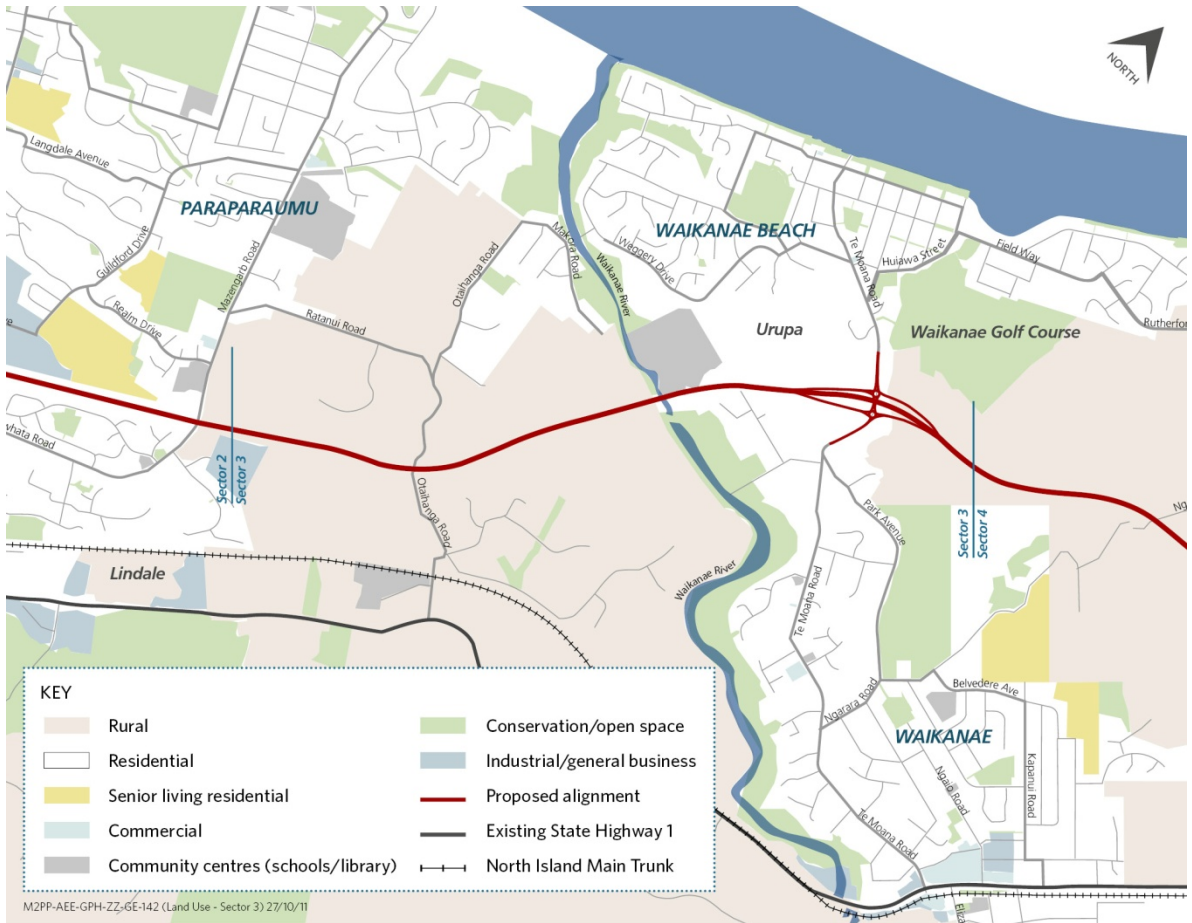 NORTH
Langdale Avenue
PARAPARAUMU
Guildford Drive
Mazengarb Road
Realm Drive
Ratanui Road
Otaihanga Road
Makora Road
Waikanae River
Weggery Drive
WAIKANAE BEACH
Te Moana Road
Huiawa Street
Field Way
Rutherfor
Urupa
Waikanae Golf Course
whata Road
Sector 2
Sector 3
Otaihanga Road
Lindale
Waikanae River
Park Avenue
Sector 3
Sector 4
Te Moana Road
Ngarara Road
Belvedere Ave
WAIKANAE
Kapanui Road
Ngaio Road
Te Moana Road
KEY
Rural
Residential
Senior living residential
Commercial
Community centres (schools/library)
Conservation/open space
Industrial/general business
Proposed alignment
Existing State Highway 1
North Island Main Trunk
M2PP-AEE-GPH-ZZ-GE-142 (Land Use - Sector 3) 27/10/11